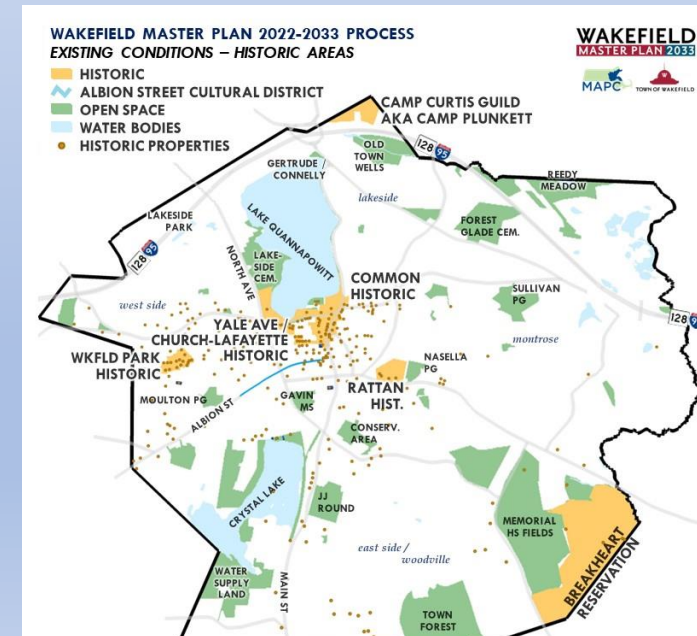 WAKEFIELD MASTER PLAN 2022-2033 PROCESS
EXISTING CONDITIONS – HISTORIC AREAS
HISTORIC
ALBION STREET CULTURAL DISTRICT
OPEN SPACE
WATER BODIES
HISTORIC PROPERTIES
WAKEFIELD
MASTER PLAN 2033
MAPC
TOWN OF WAKEFIELD
CAMP CURTIS GUILD
AKA CAMP PLUNKETT
OLD
TOWN
WELLS
128
95
GERTRUDE /
CONNELLY
REEDY
MEADOW
lakeside
LAKESIDE
PARK
LAKE QUANNAPOWITT
FOREST
GLADE CEM.
128
95
NORTH AVE
LAKE-
SIDE
CEM.
COMMON
HISTORIC
SULLIVAN
PG
west side
128
9
YALE AVE /
CHURCH-LAFAYETTE
HISTORIC
montrose
WKFLD PARK
HISTORIC
NASELLA
PG
RATTAN
HIST.
MOULTON PG
ALBION ST
GAVIN
MS
CONSERV.
AREA
CRYSTAL LAKE
JJ
ROUND
MEMORIAL
HS FIELDS
BREAKHEART
RESERVATION
east side /
woodville
WATER
SUPPLY
LAND
MAIN ST
TOWN
FOREST